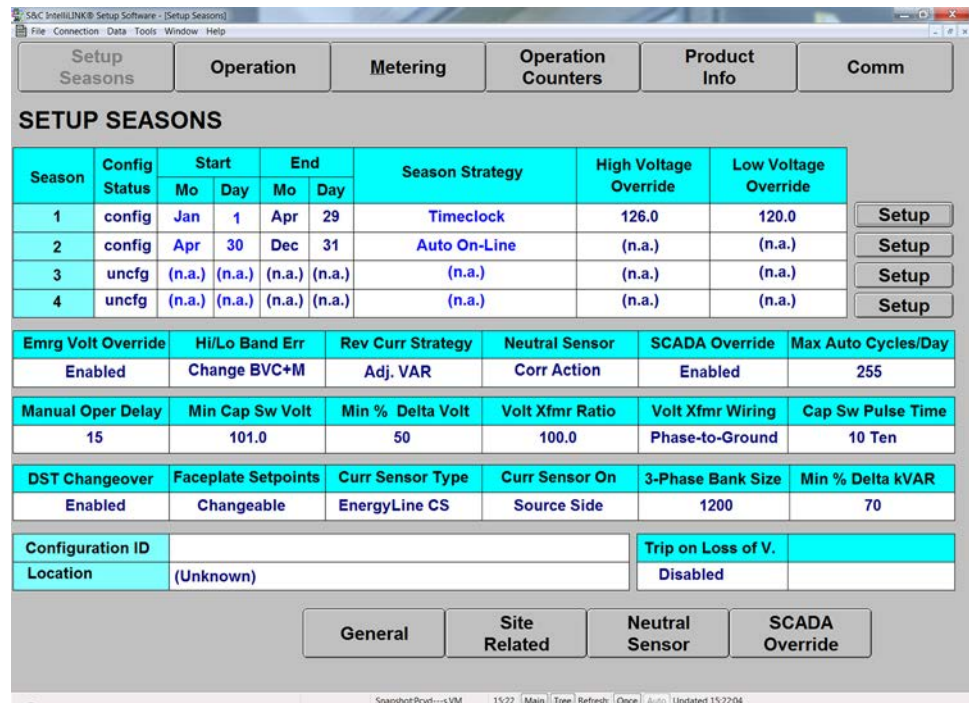 S&C IntelliLINK® Setup Software - [Setup Seasons]
File Connection Data Tools Window Help
Setup Seasons Operation Metering Operation Counters Product Info Comm
SETUP SEASONS
Season Config Status Start End Season Strategy High Voltage Override Low Voltage Override
Mo Day Mo Day
1 config Jan 1 Apr 29 Timeclock 126.0 120.0 Setup
2 config Apr 30 Dec 31 Auto On-Line (n.a.) (n.a.) Setup
3 uncfg (n.a.) (n.a.) (n.a.) (n.a.) (n.a.) (n.a.) (n.a.) Setup
4 uncfg (n.a.) (n.a.) (n.a.) (n.a.) (n.a.) (n.a.) (n.a.) Setup
Emrg Volt Override Hi/Lo Band Err Rev Curr Strategy Neutral Sensor SCADA Override Max Auto Cycles/Day
Enabled Change BVC+M Adj. VAR Corr Action Enabled 255
Manual Oper Delay Min Cap Sw Volt Min % Delta Volt Volt Xfmr Ratio Volt Xfmr Wiring Cap Sw Pulse Time
15 101.0 50 100.0 Phase-to-Ground 10 Ten
DST Changeover Faceplate Setpoints Curr Sensor Type Curr Sensor On 3-Phase Bank Size Min % Delta kVAR
Enabled Changeable EnergyLine CS Source Side 1200 70
Configuration ID Trip on Loss of V.
Location (Unknown) Disabled
General Site Related Neutral Sensor SCADA Override
15:22 Main Tree Refresh: Once Auto Updated 15:22:04